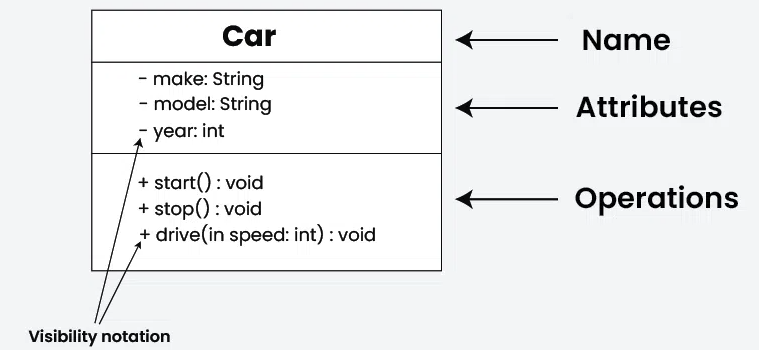 Car
Name
- make: String
- model: String
- year: int
Attributes
+ start() : void
+ stop() : void
+ drive(in speed: int) : void
Operations
Visibility notation